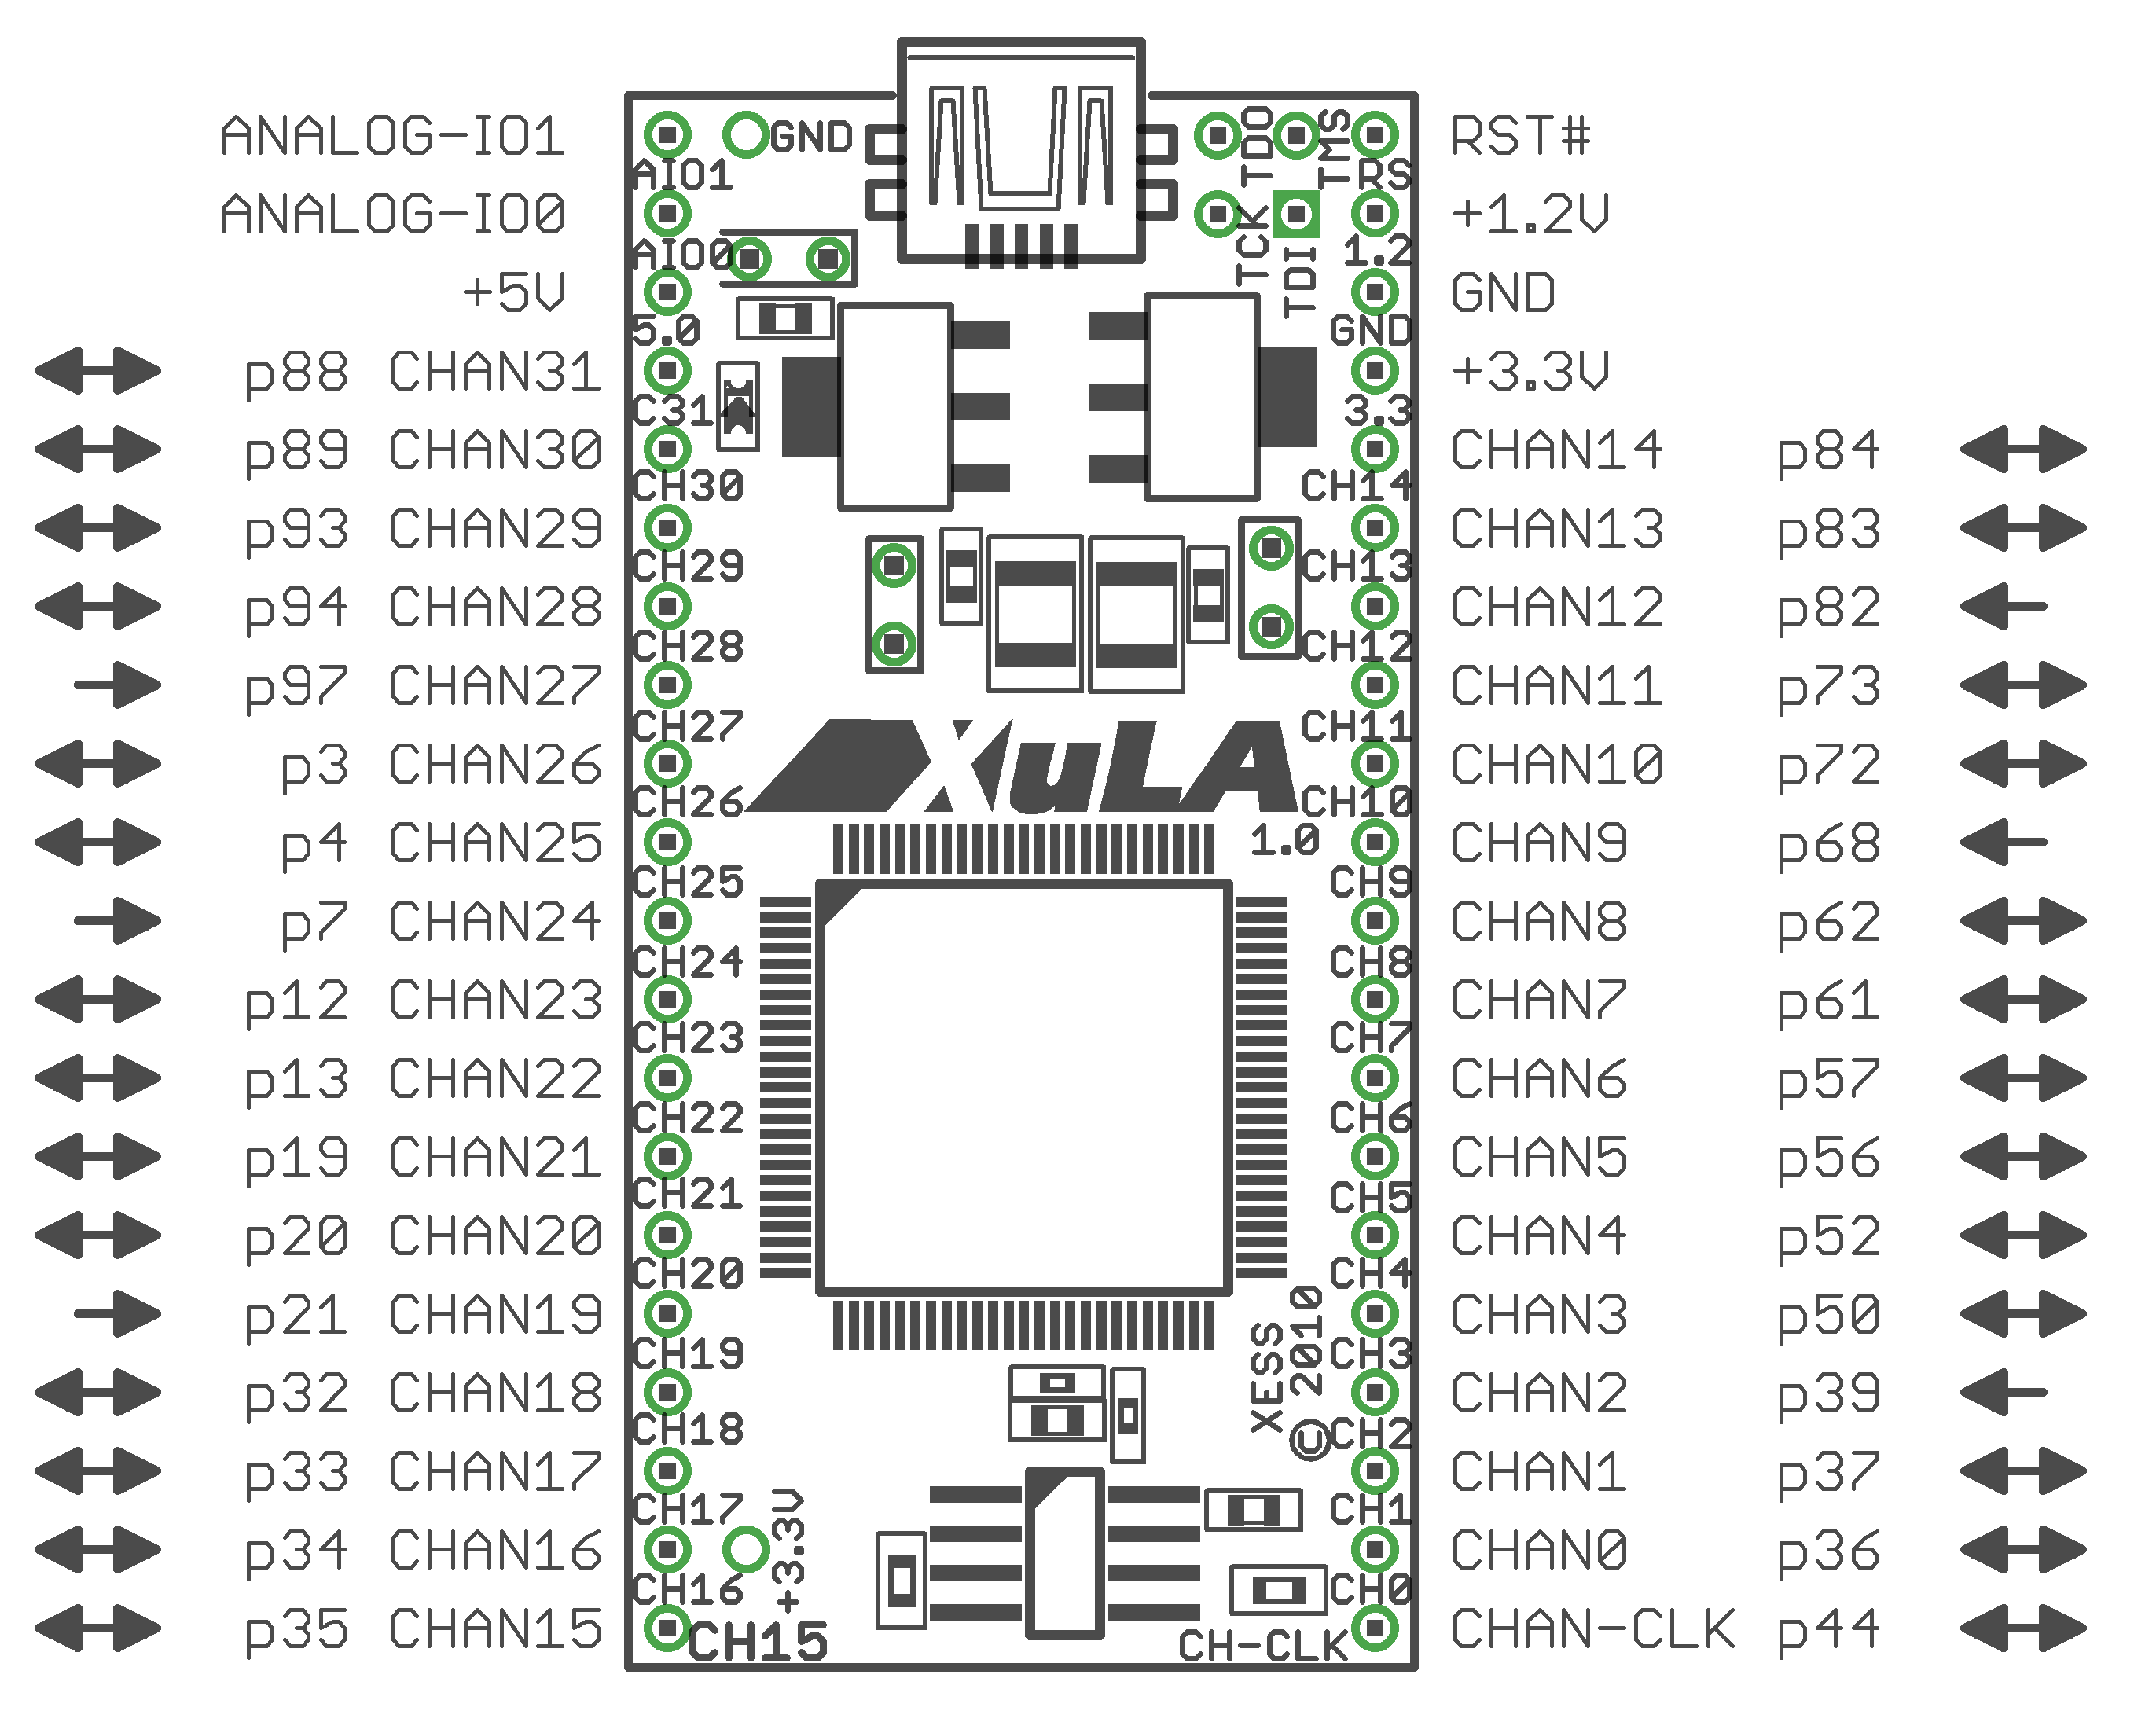 ANALOG-IO1
ANALOG-IO0
+5V
p88 CHAN31
p89 CHAN30
p93 CHAN29
p94 CHAN28
p97 CHAN27
p3 CHAN26
p4 CHAN25
p7 CHAN24
p12 CHAN23
p13 CHAN22
p19 CHAN21
p20 CHAN20
p21 CHAN19
p32 CHAN18
p33 CHAN17
p34 CHAN16
p35 CHAN15
AIO1
AIO0
5.0
C31
CH30
CH29
CH28
CH27
CH26
CH25
CH24
CH23
CH22
CH21
CH20
CH19
CH18
CH17
CH16
CH15
GND
+3.3V
TDO
TMS
TCK
TDI
XuLA
1.0
XESS
© 2010
TRS
1.2
GND
3.3
CH14
CH13
CH12
CH11
CH10
CH9
CH8
CH7
CH6
CH5
CH4
CH3
CH2
CH1
CH0
CH-CLK
RST#
+1.2V
GND
+3.3V
CHAN14 p84
CHAN13 p83
CHAN12 p82
CHAN11 p73
CHAN10 p72
CHAN9 p68
CHAN8 p62
CHAN7 p61
CHAN6 p57
CHAN5 p56
CHAN4 p52
CHAN3 p50
CHAN2 p39
CHAN1 p37
CHAN0 p36
CHAN-CLK p44